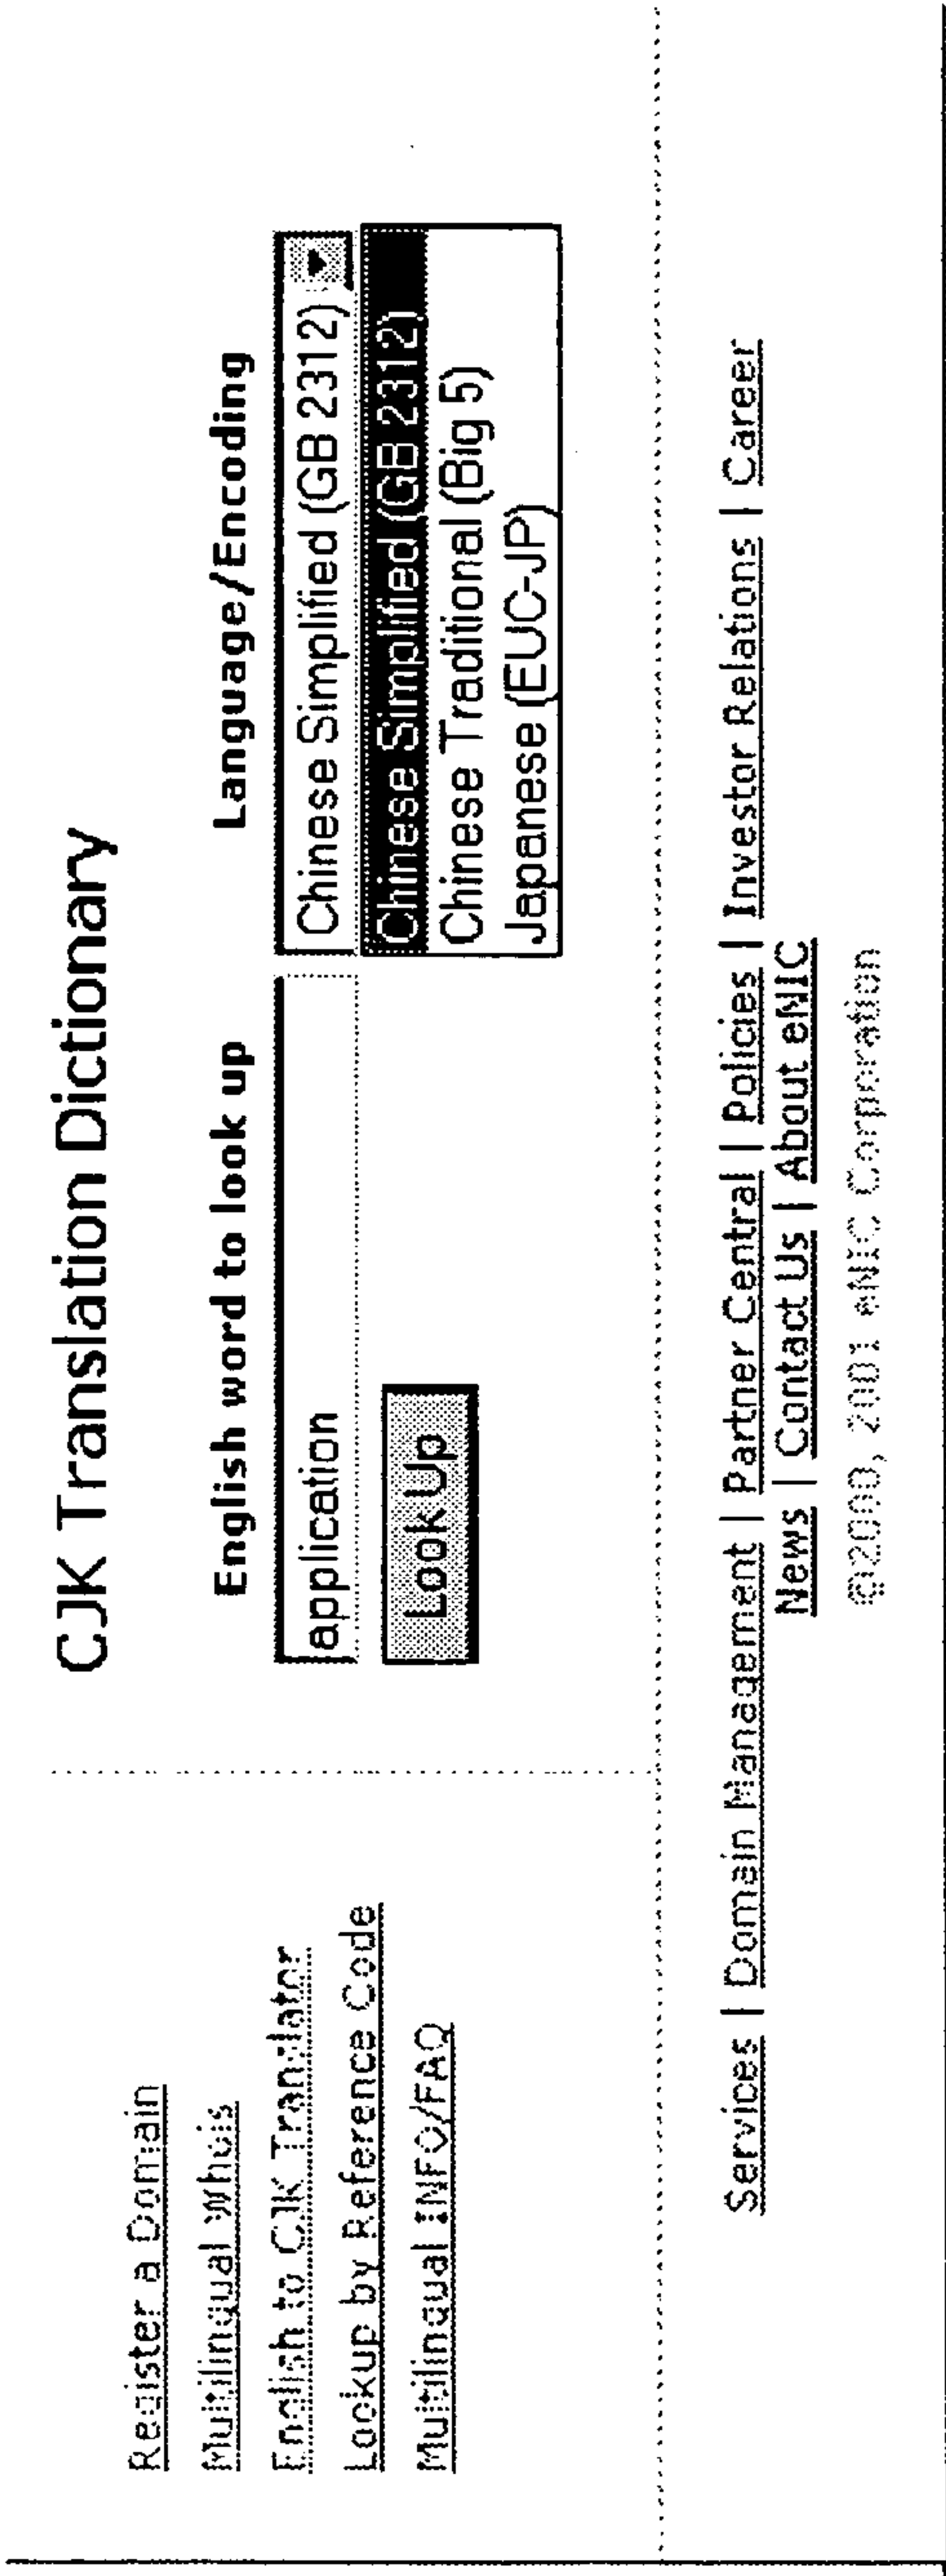 CJK Translation Dictionary
Register a Domain
Multilingual Whois
English to CJK Translator
Lookup by Reference Code
Multilingual INFO/FAQ
English word to look up
Language/Encoding
application
Chinese Simplified (GB 2312)
Chinese Simplified (GB 2312)
Chinese Traditional (Big 5)
Japanese (EUC-JP)
Look Up
Services | Domain Management | Partner Central | Policies | Investor Relations | Career
News | Contact Us | About eNIC
©2000, 2001 eNIC Corporation